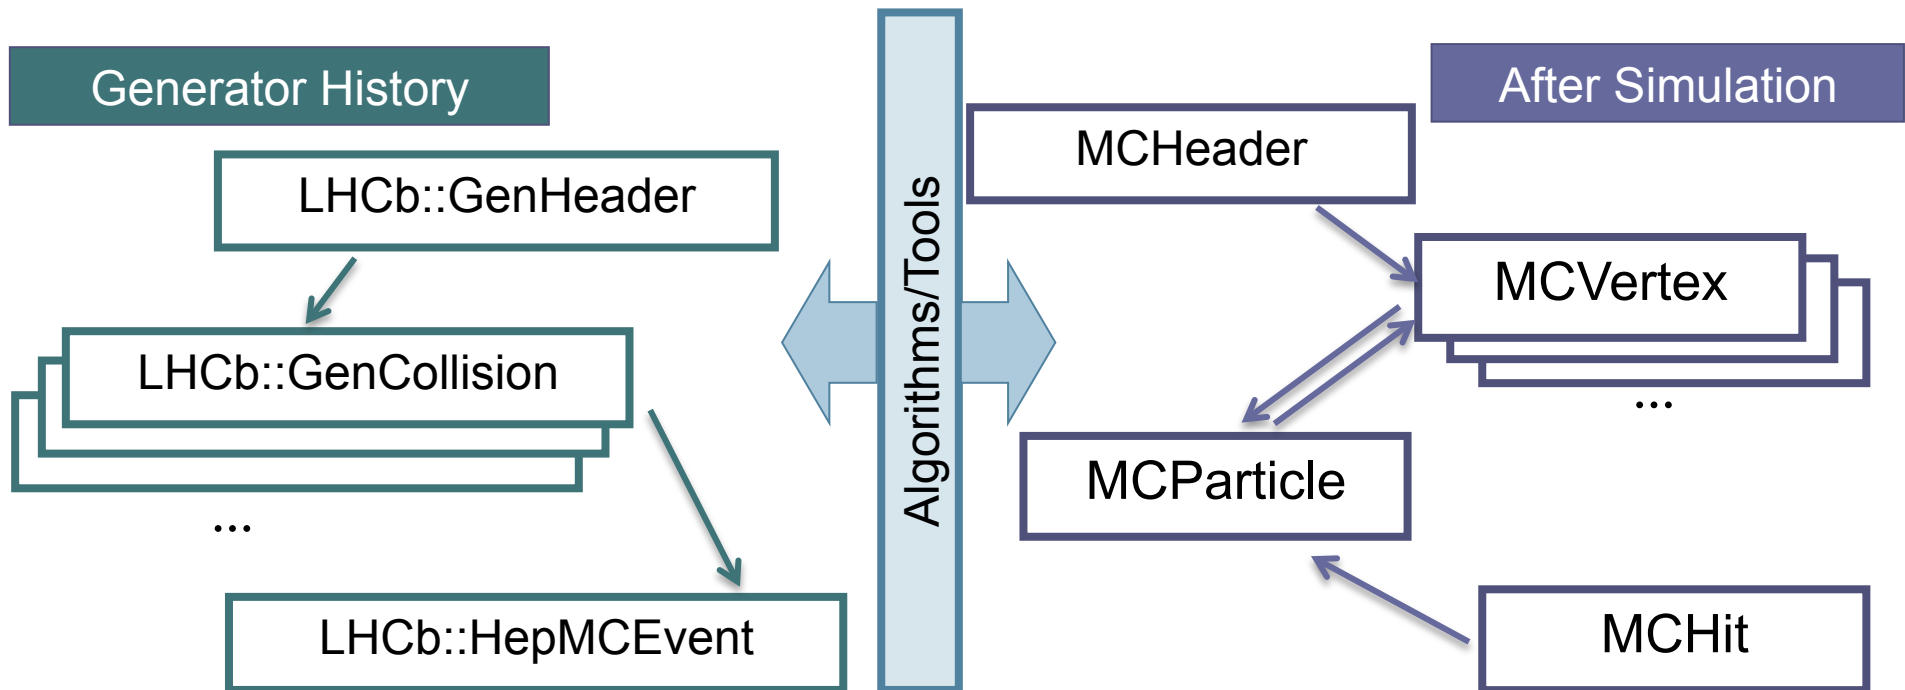 Generator History
LHCb::GenHeader
LHCb::GenCollision
...
LHCb::HepMCEvent
Algorithms/Tools
After Simulation
MCHeader
MCVertex
...
MCParticle
MCHit